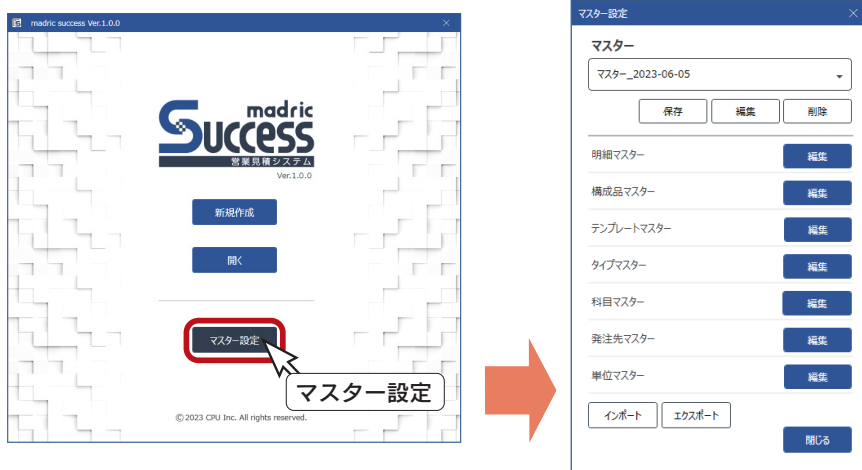 madric success Ver.1.0.0
madric
Success
営業見積システム
Ver.1.0.0
新規作成
開く
マスター設定
マスター設定
©2023 CPU Inc. All rights reserved.
マスター設定
マスター
マスター_2023-06-05
保存 編集 削除
明細マスター 編集
構成品マスター 編集
テンプレートマスター 編集
タイプマスター 編集
科目マスター 編集
発注先マスター 編集
単位マスター 編集
インポート エクスポート
閉じる